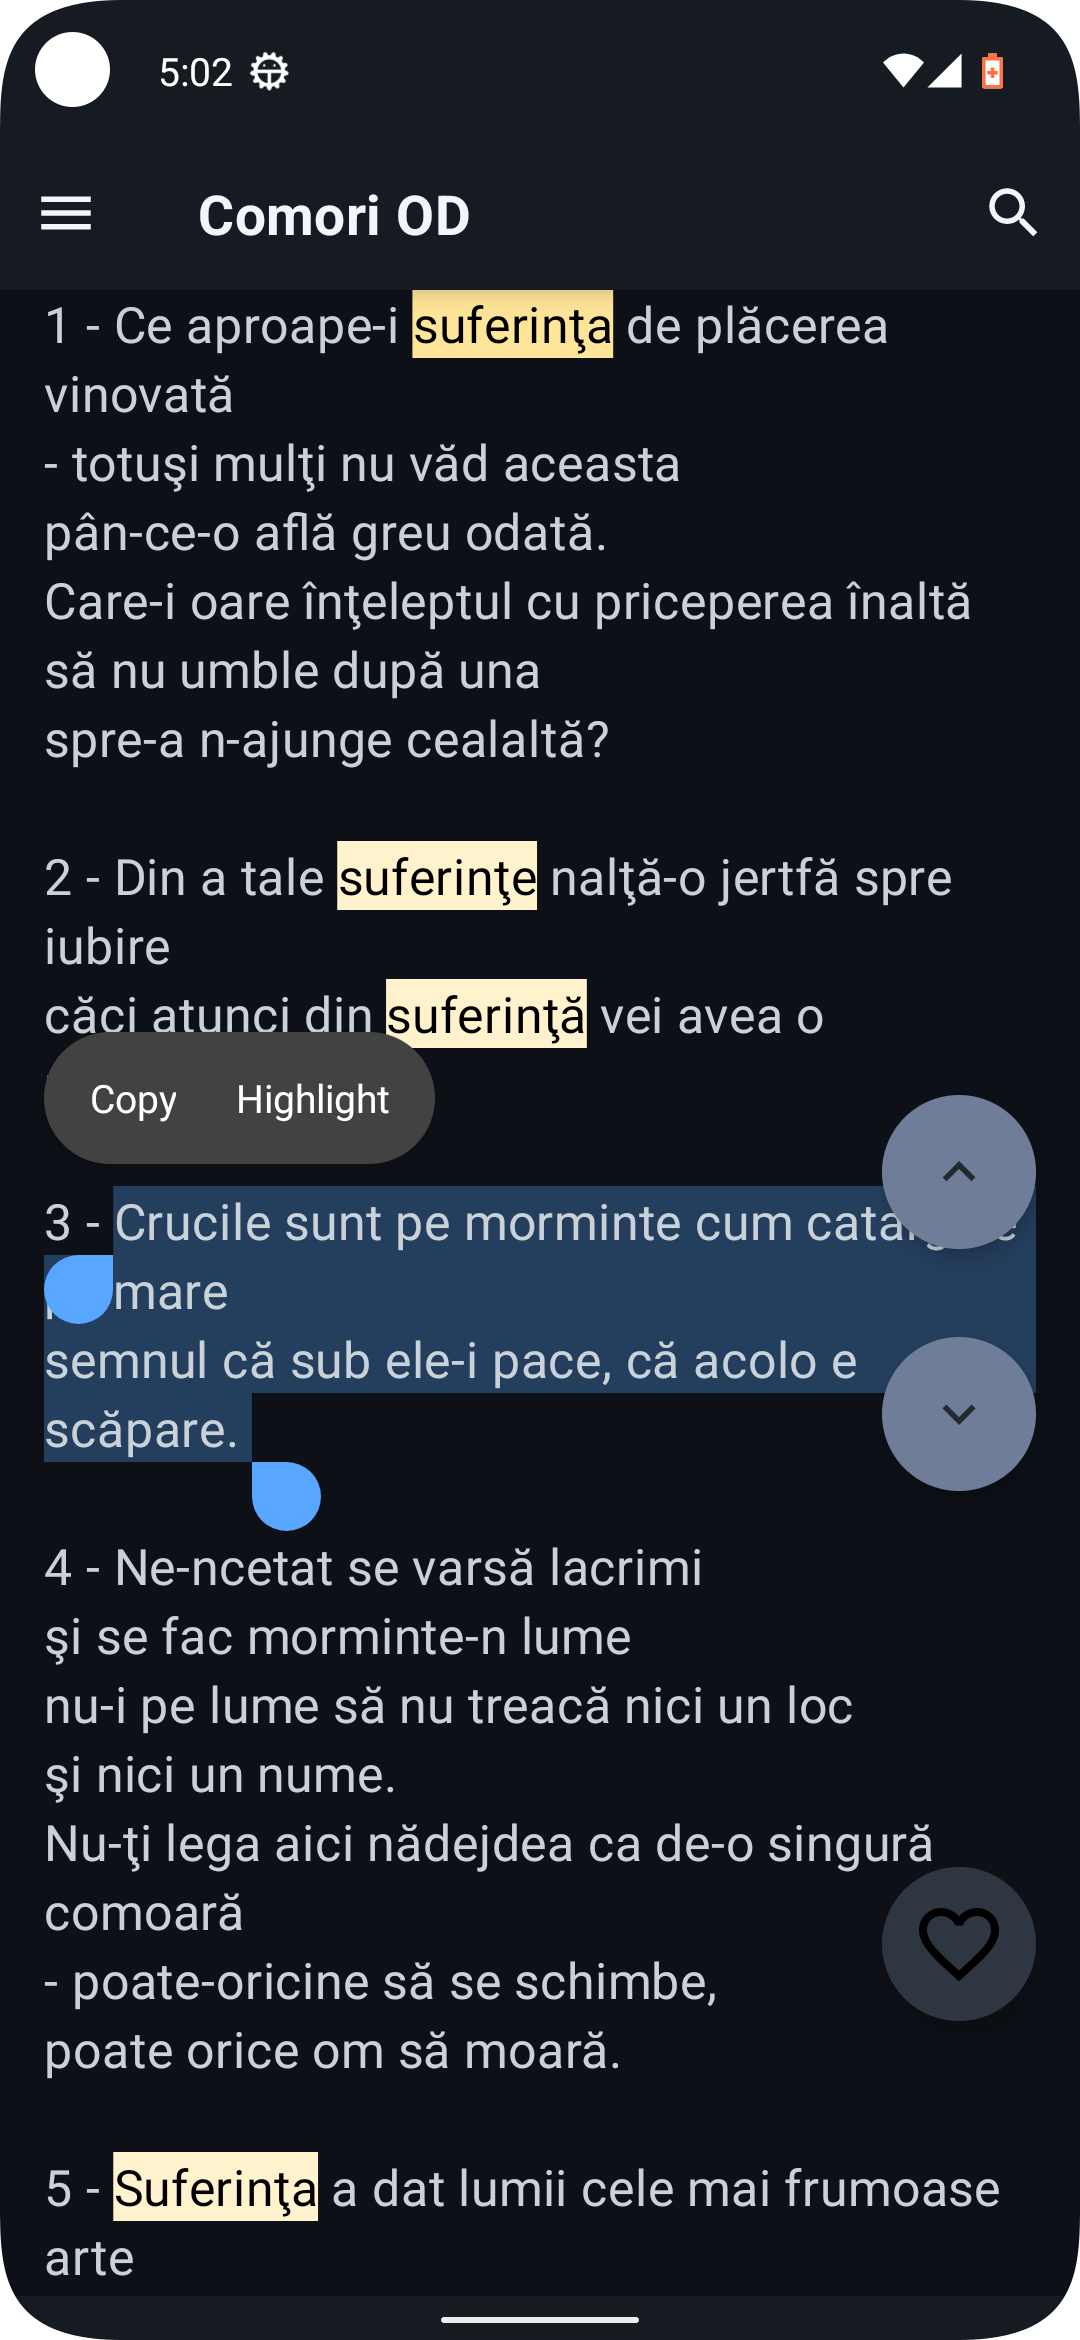 5:02
Comori OD
1 - Ce aproape-i suferinţa de plăcerea
vinovată
- totuşi mulţi nu văd aceasta
pân-ce-o află greu odată.
Care-i oare înţeleptul cu priceperea înaltă
să nu umble după una
spre-a n-ajunge cealaltă?
2 - Din a tale suferinţe nalţă-o jertfă spre
iubire
căci atunci din suferinţă vei avea o
Copy Highlight
3 - Crucile sunt pe morminte cum
mare
semnul că sub ele-i pace, că acolo e
scăpare.
4 - Ne-ncetat se varsă lacrimi
şi se fac morminte-n lume
nu-i pe lume să nu treacă nici un loc
şi nici un nume.
Nu-ţi lega aici nădejdea ca de-o singură
comoară
- poate-oricine să se schimbe,
poate orice om să moară.
5 - Suferinţa a dat lumii cele mai frumoase
arte